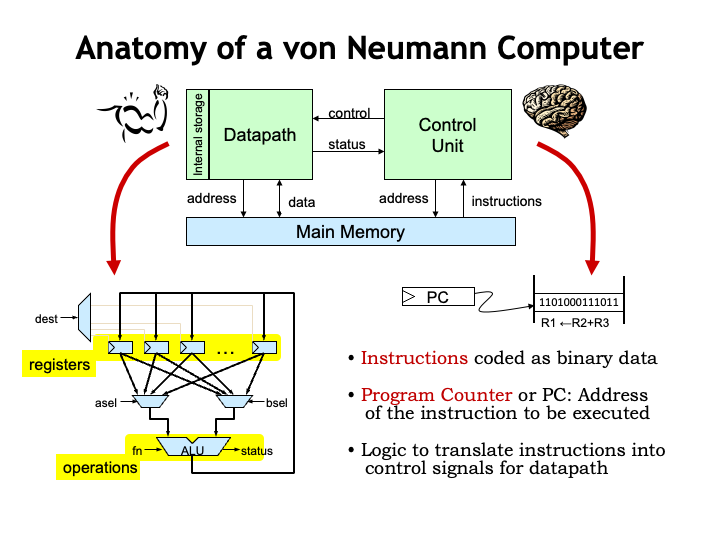 Anatomy of a von Neumann Computer
Internal storage
Datapath
control
status
Control
Unit
address
data
address
instructions
Main Memory
dest
registers
...
asel
bsel
fn
ALU
status
operations
PC
1101000111011
R1 ←R2+R3
• Instructions coded as binary data
• Program Counter or PC: Address
of the instruction to be executed
• Logic to translate instructions into
control signals for datapath